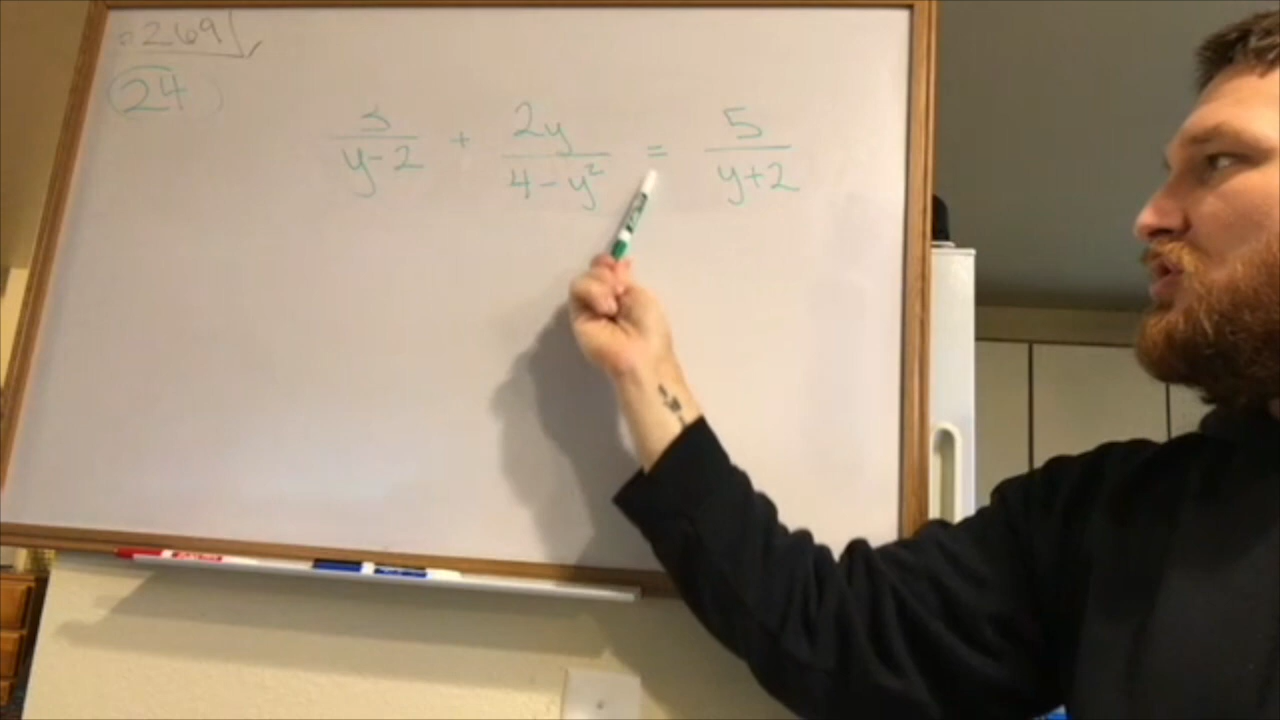 .269
24
3/(y-2) + 2y/(4-y²) = 5/(y+2)